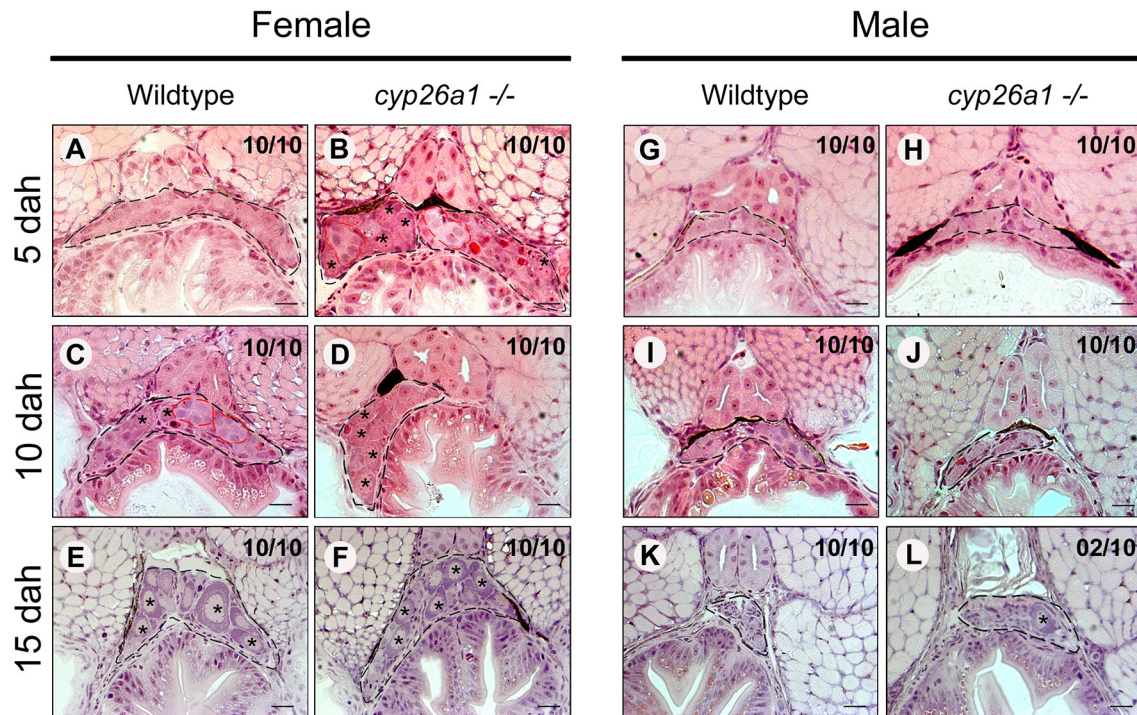 Female Male
Wildtype cyp26a1 -/- Wildtype cyp26a1 -/-
5 dah
A 10/10 B 10/10 G 10/10 H 10/10
* * * * *
10 dah
C 10/10 D 10/10 I 10/10 J 10/10
* * * * * *
15 dah
E 10/10 F 10/10 K 10/10 L 02/10
* * * * * * * * * *